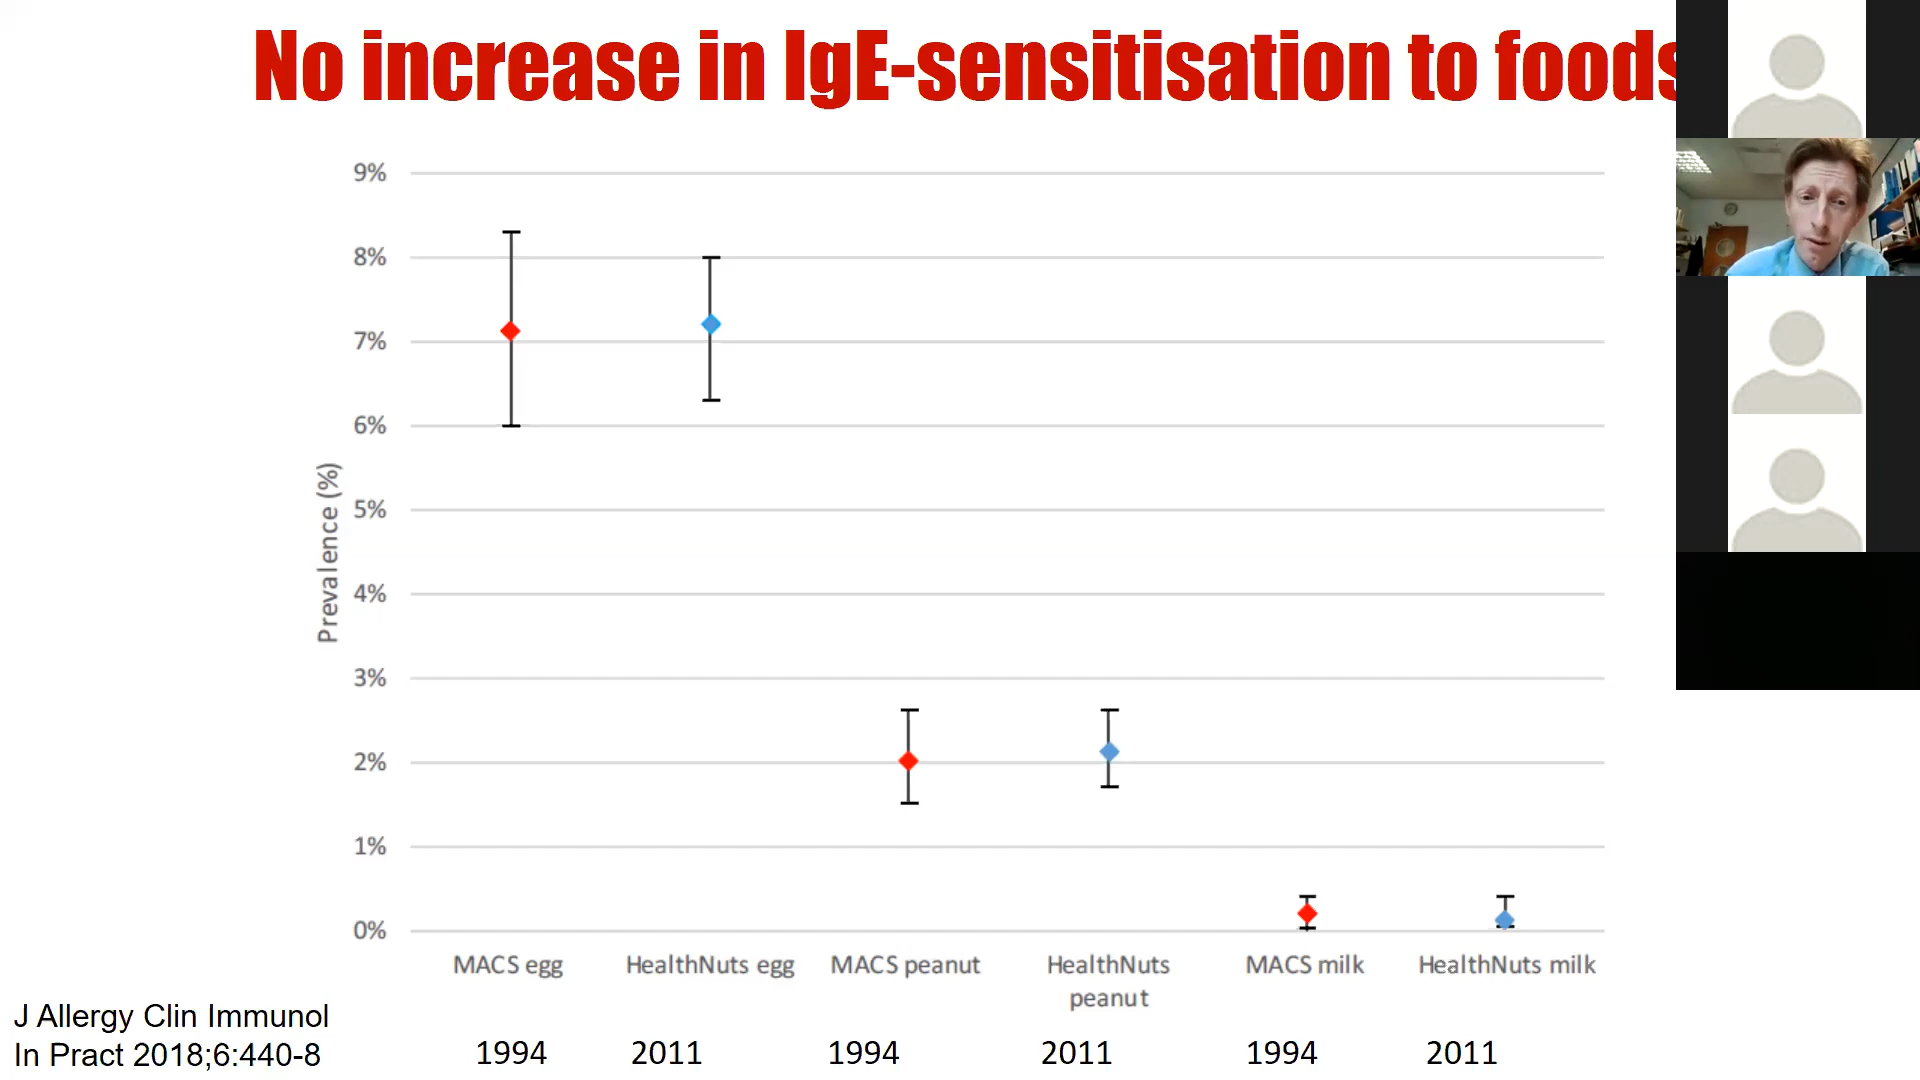 No increase in IgE-sensitisation to foods
9%
8%
7%
6%
5%
4%
3%
2%
1%
0%
Prevalence (%)
MACS egg
HealthNuts egg
MACS peanut
HealthNuts
peanut
MACS milk
HealthNuts milk
J Allergy Clin Immunol
In Pract 2018;6:440-8
1994
2011
1994
2011
1994
2011